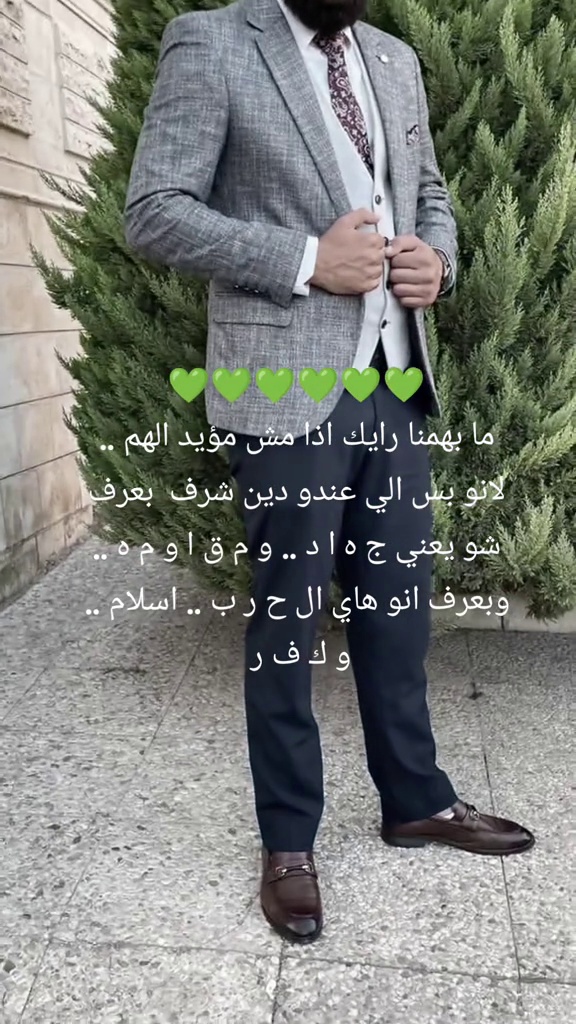 💚💚💚💚💚💚
ما بهمنا رايك اذا مش مؤيد الهم ..
لانو بس الي عندو دين شرف بعرف
شو يعني ج ه ا د .. و م ق ا و م ه ..
وبعرف انو هاي ال ح ر ب .. اسلام ..
و ك ف ر